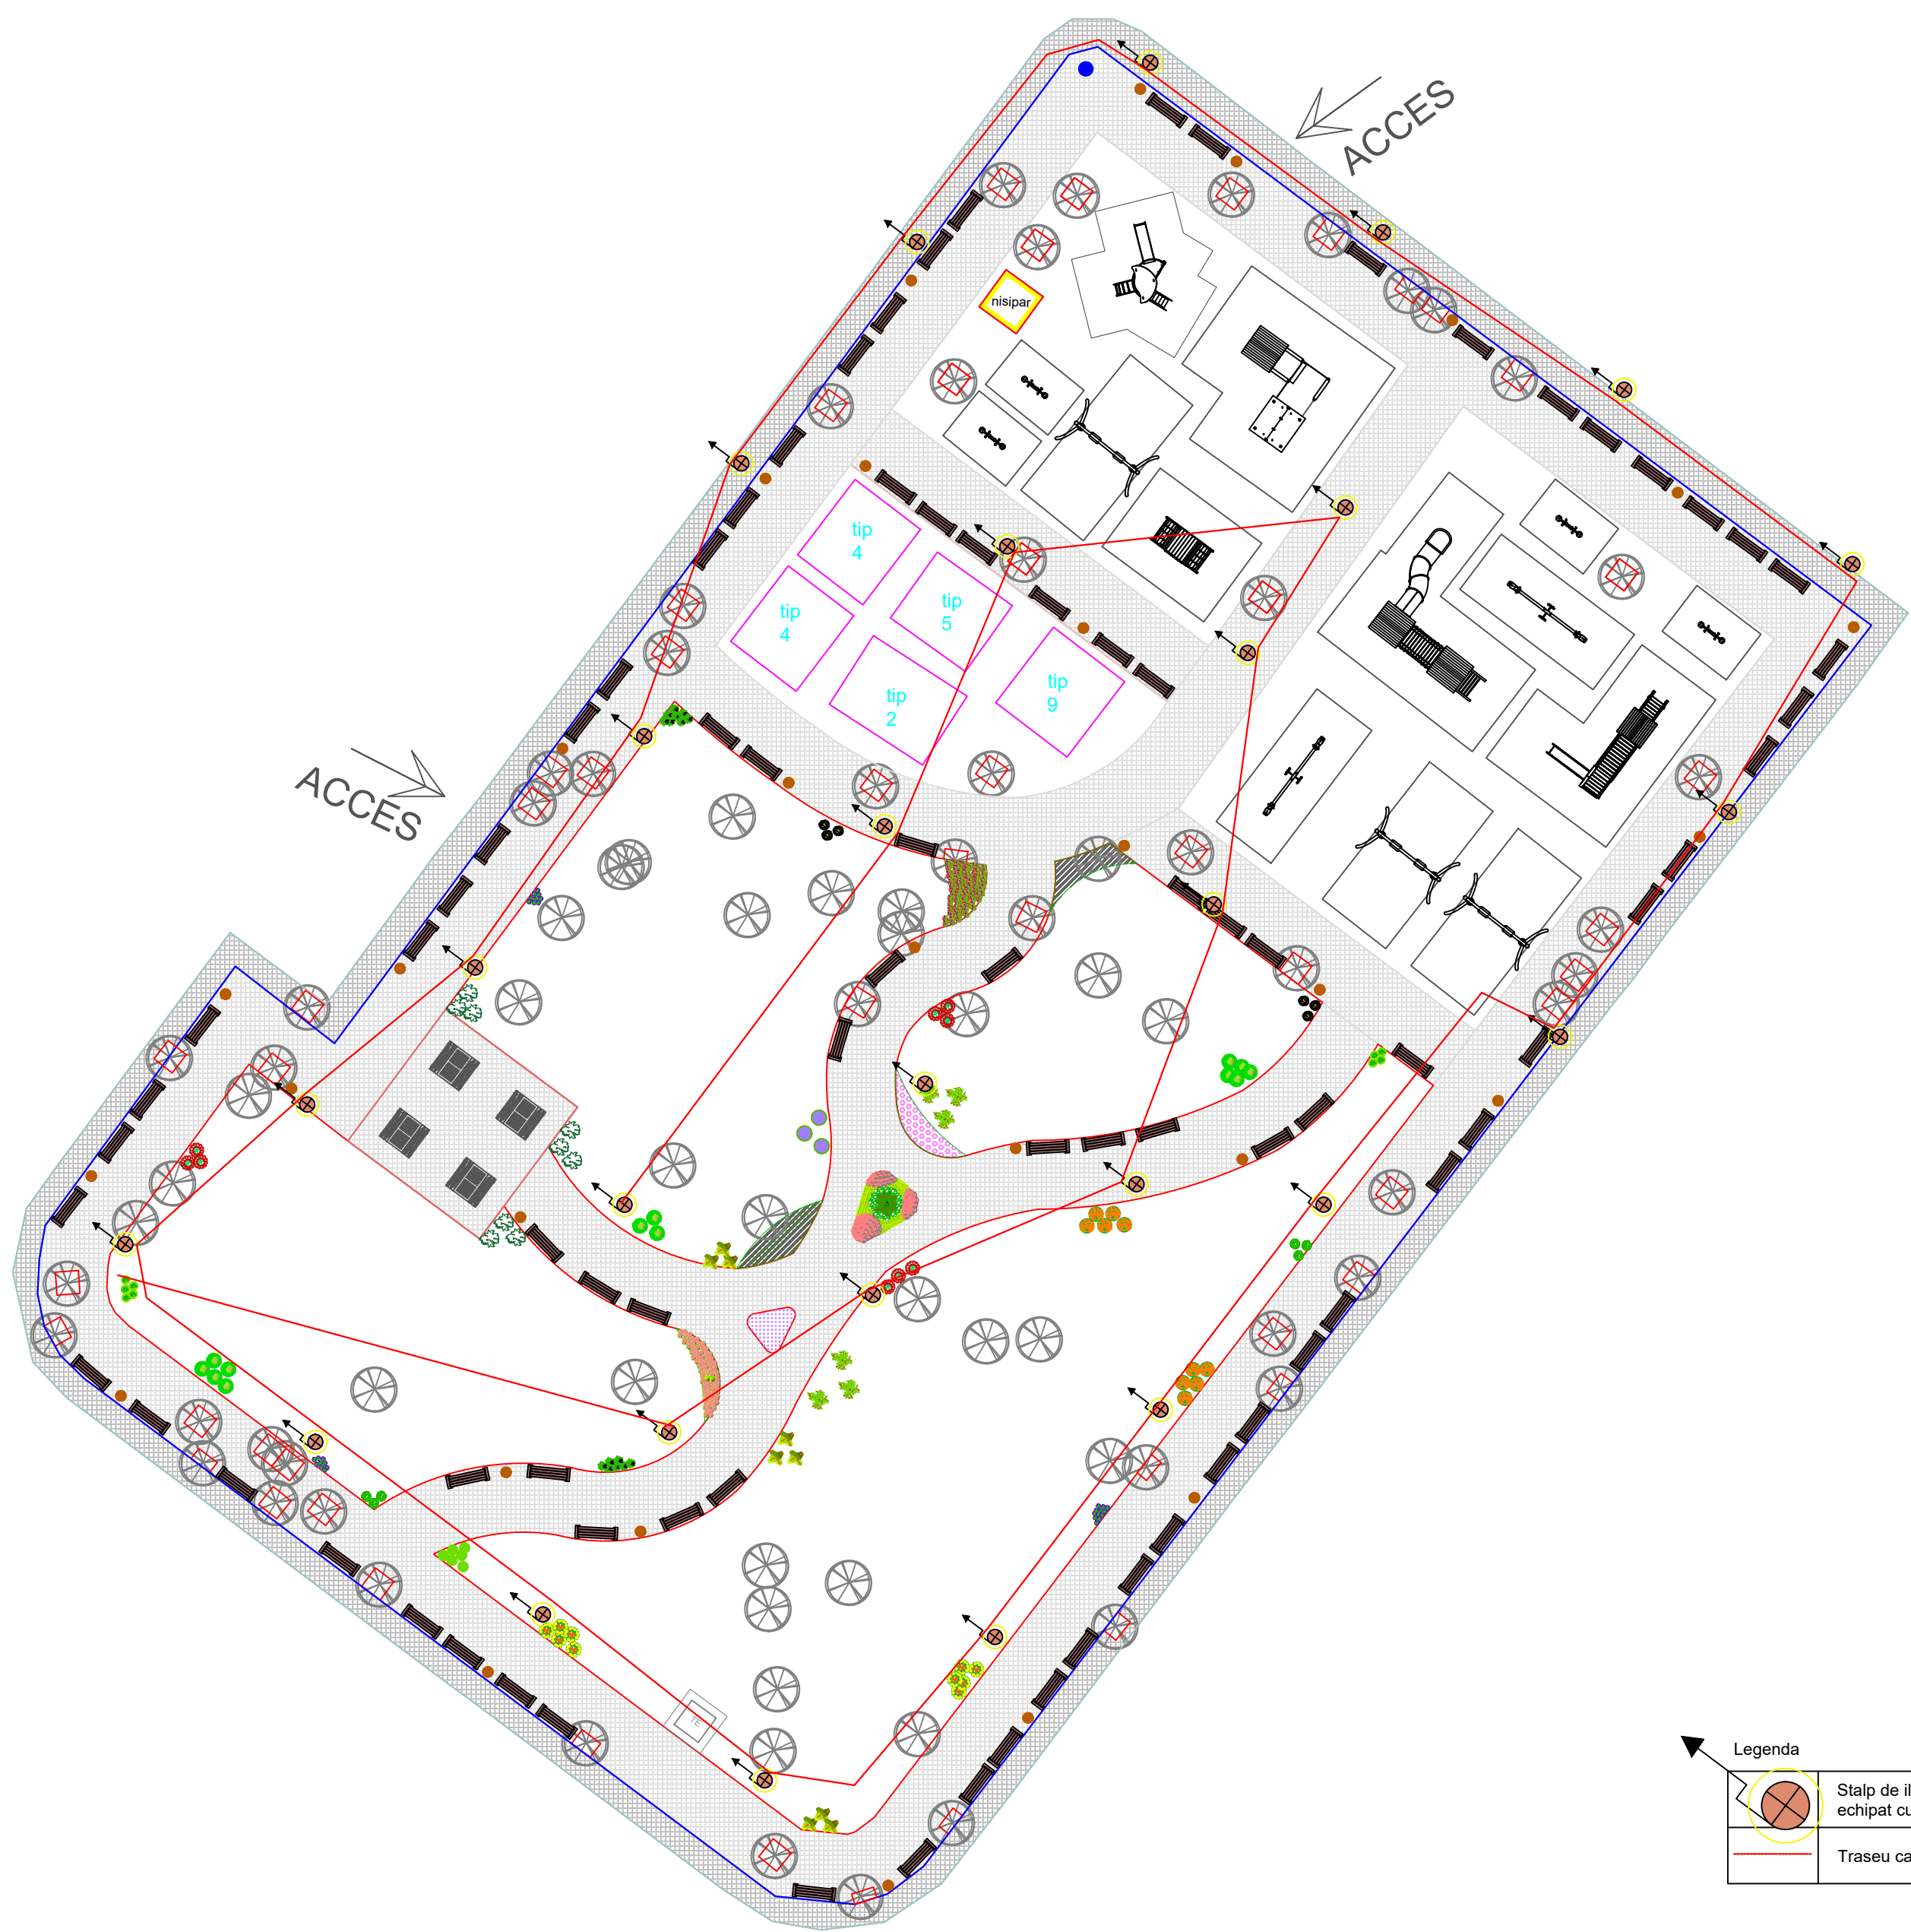 ACCES
nisipar
tip
4
tip
5
tip
4
tip
9
tip
2
ACCES
TE
Legenda
Stalp de il
echipat cu
Traseu ca